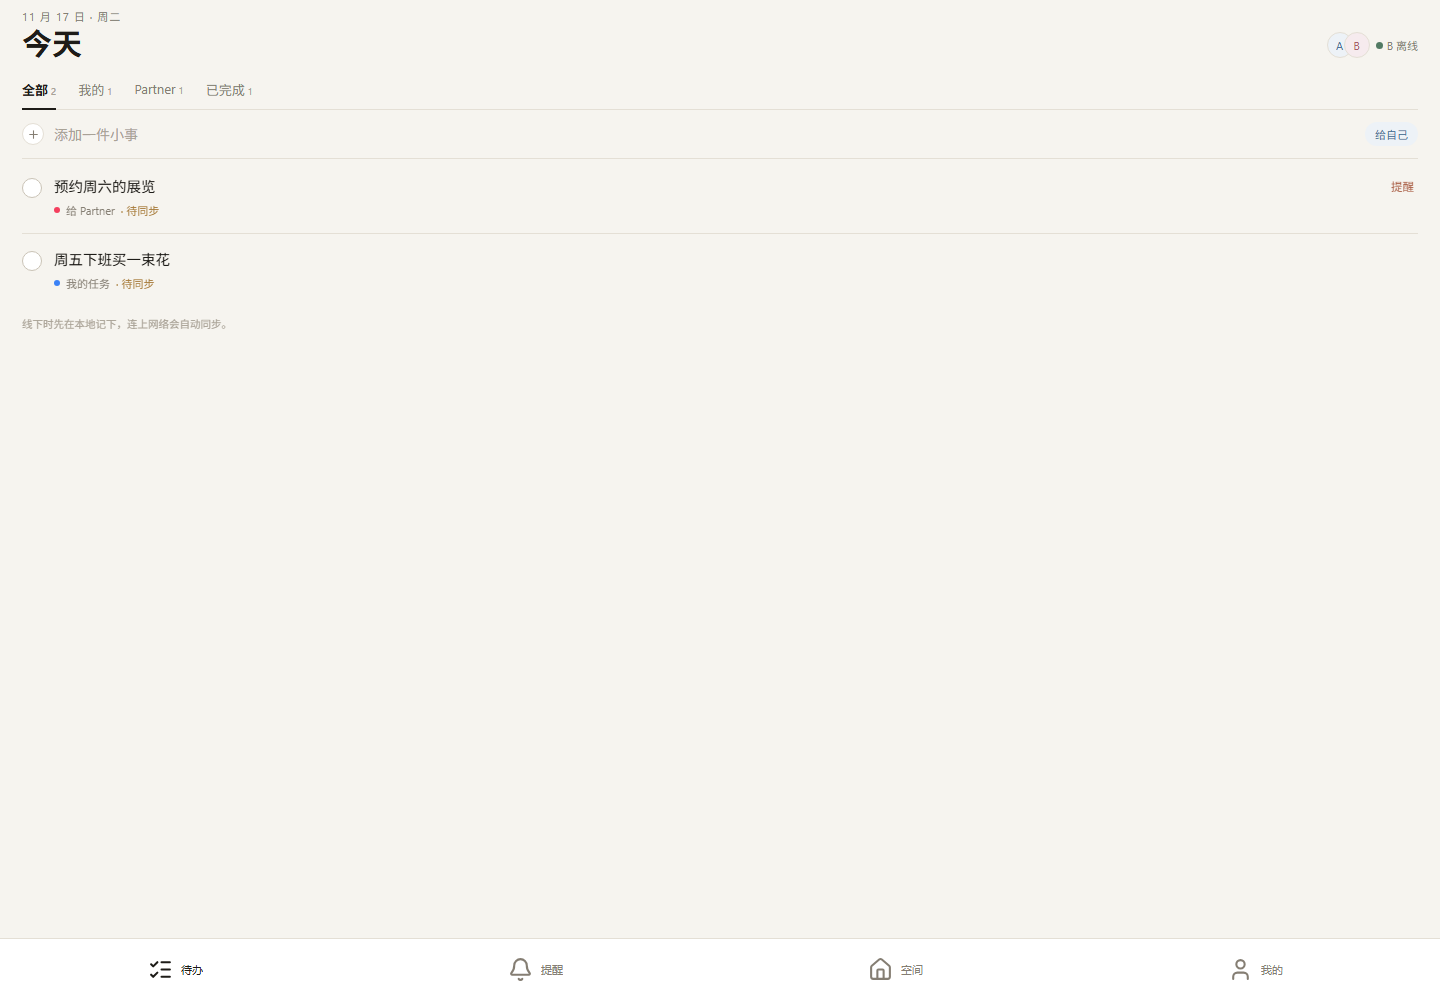 11 月 17 日 · 周二
今天
A B B 离线
全部 2 我的 1 Partner 1 已完成 1
添加一件小事 给自己
预约周六的展览 提醒
给 Partner · 待同步
周五下班买一束花
我的任务 · 待同步
线下时先在本地记下，连上网络会自动同步。
待办 提醒 空间 我的